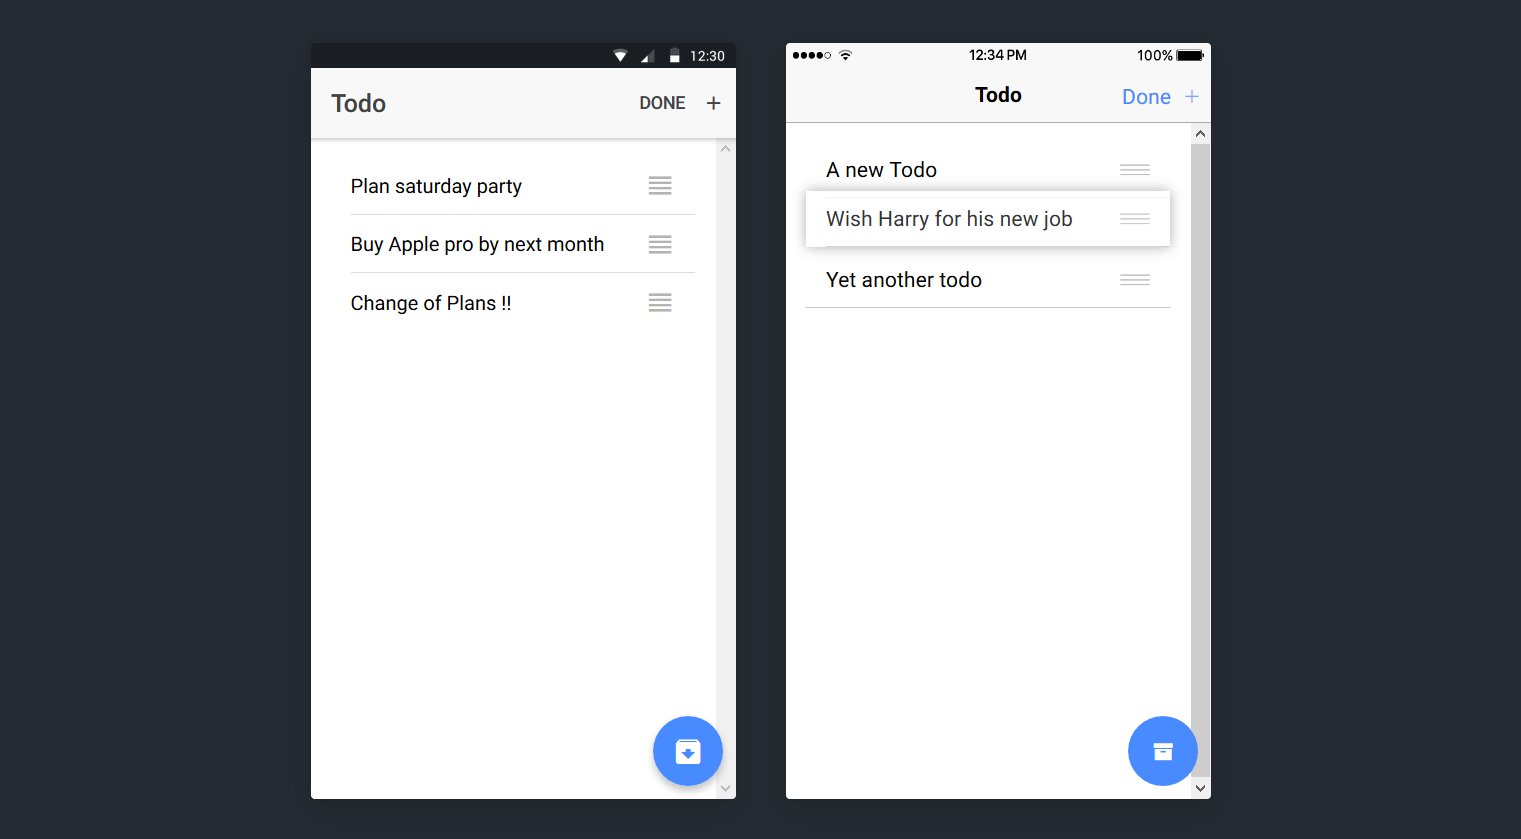 12:30
Todo
DONE +
Plan saturday party
Buy Apple pro by next month
Change of Plans !!
12:34 PM
100%
Todo
Done +
A new Todo
Wish Harry for his new job
Yet another todo